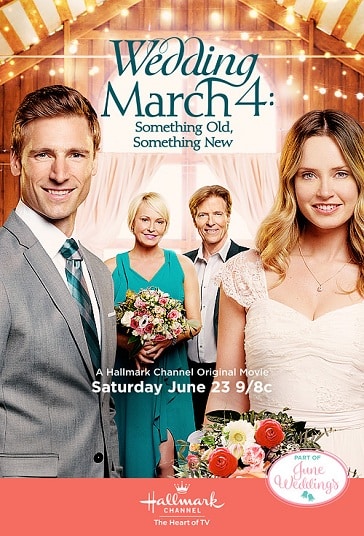 Wedding
March 4:
Something Old,
Something New
A Hallmark Channel Original Movie
Saturday June 23 9/8c
PART OF
June
Weddings
Hallmark
CHANNEL
The Heart of TV